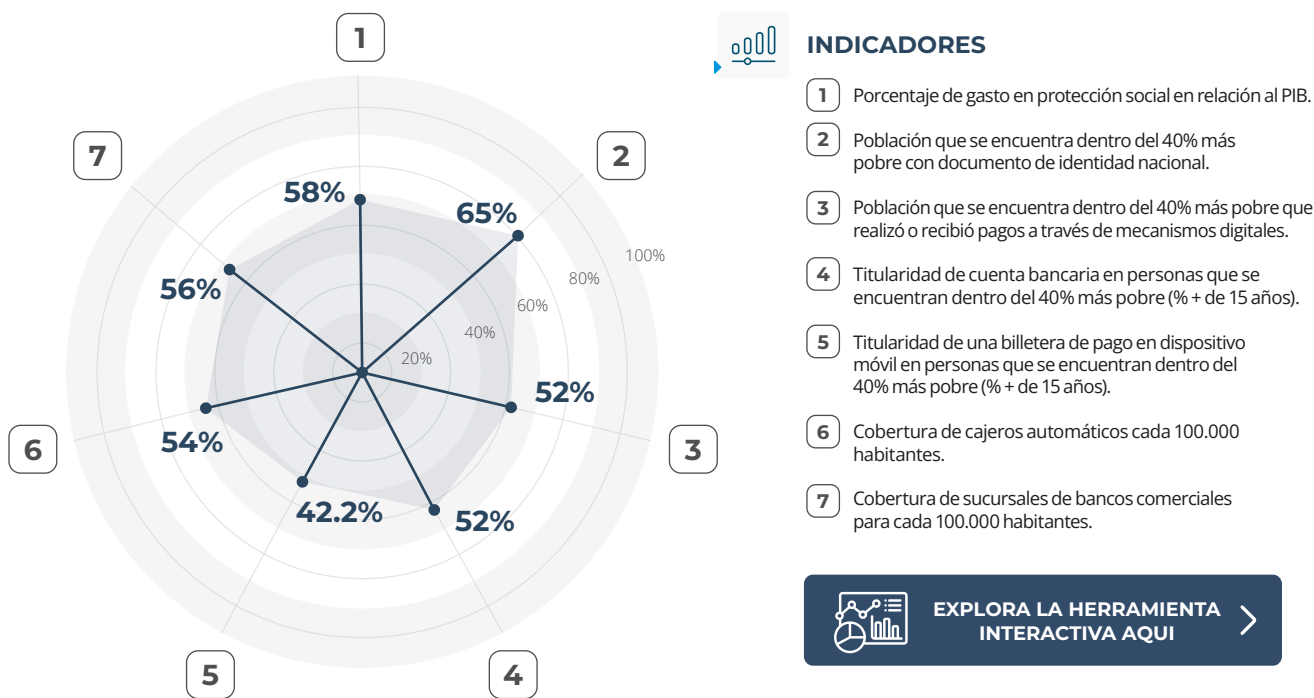 1
7
2
58%
65%
100%
80%
56%
60%
40%
20%
52%
54%
6
3
42.2%
52%
5
4
INDICADORES
1 Porcentaje de gasto en protección social en relación al PIB.
2 Población que se encuentra dentro del 40% más
pobre con documento de identidad nacional.
3 Población que se encuentra dentro del 40% más pobre que
realizó o recibió pagos a través de mecanismos digitales.
4 Titularidad de cuenta bancaria en personas que se
encuentran dentro del 40% más pobre (% + de 15 años).
5 Titularidad de una billetera de pago en dispositivo
móvil en personas que se encuentran dentro del
40% más pobre (% + de 15 años).
6 Cobertura de cajeros automáticos cada 100.000
habitantes.
7 Cobertura de sucursales de bancos comerciales
para cada 100.000 habitantes.
EXPLORA LA HERRAMIENTA
INTERACTIVA AQUI